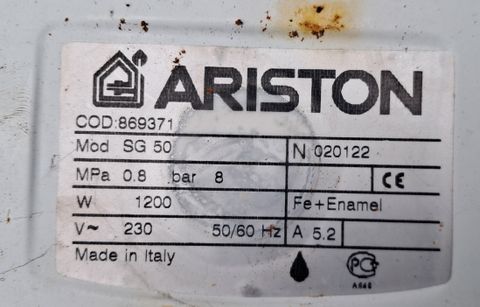 ARISTON
COD:869371
Mod SG 50 N 020122
MPa 0.8 bar 8 CE
W 1200 Fe+Enamel
V~ 230 50/60 Hz A 5.2
Made in Italy